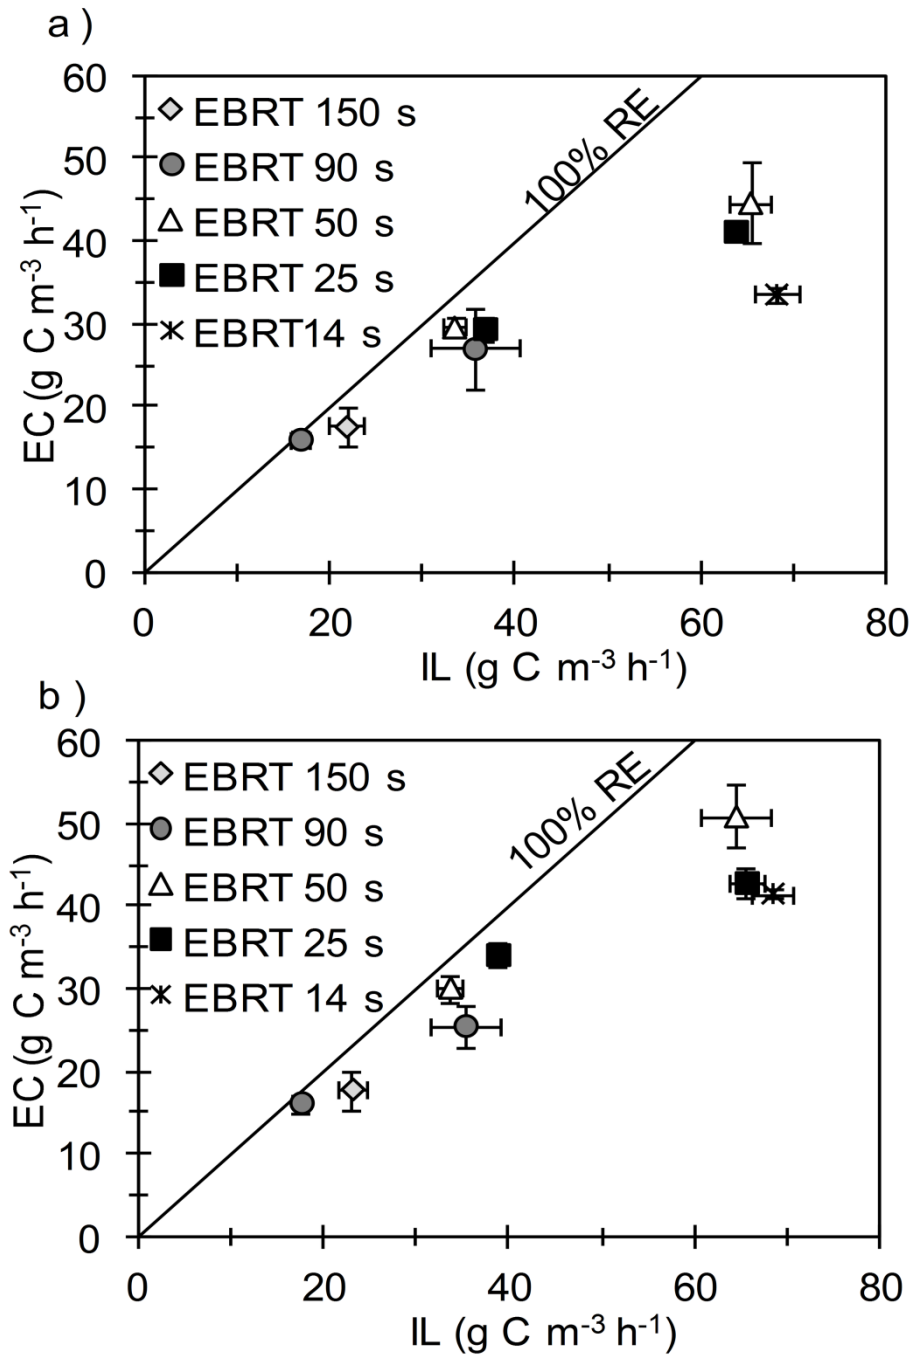 a )
60
50
40
30
20
10
0
EC (g C m-3 h-1)
EBRT 150 s
EBRT 90 s
EBRT 50 s
EBRT 25 s
EBRT14 s
100% RE
0 20 40 60 80
IL (g C m-3 h-1)
b )
60
50
40
30
20
10
0
EC (g C m-3 h-1)
EBRT 150 s
EBRT 90 s
EBRT 50 s
EBRT 25 s
EBRT 14 s
100% RE
0 20 40 60 80
IL (g C m-3 h-1)